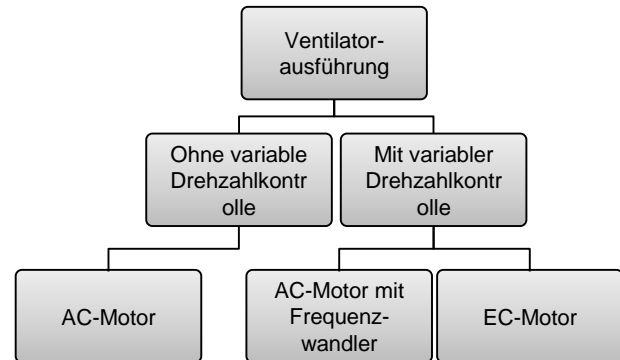 Ventilator-
ausführung
Ohne variable
Drehzahlkontr
olle
Mit variabler
Drehzahlkontr
olle
AC-Motor
AC-Motor mit
Frequenz-
wandler
EC-Motor